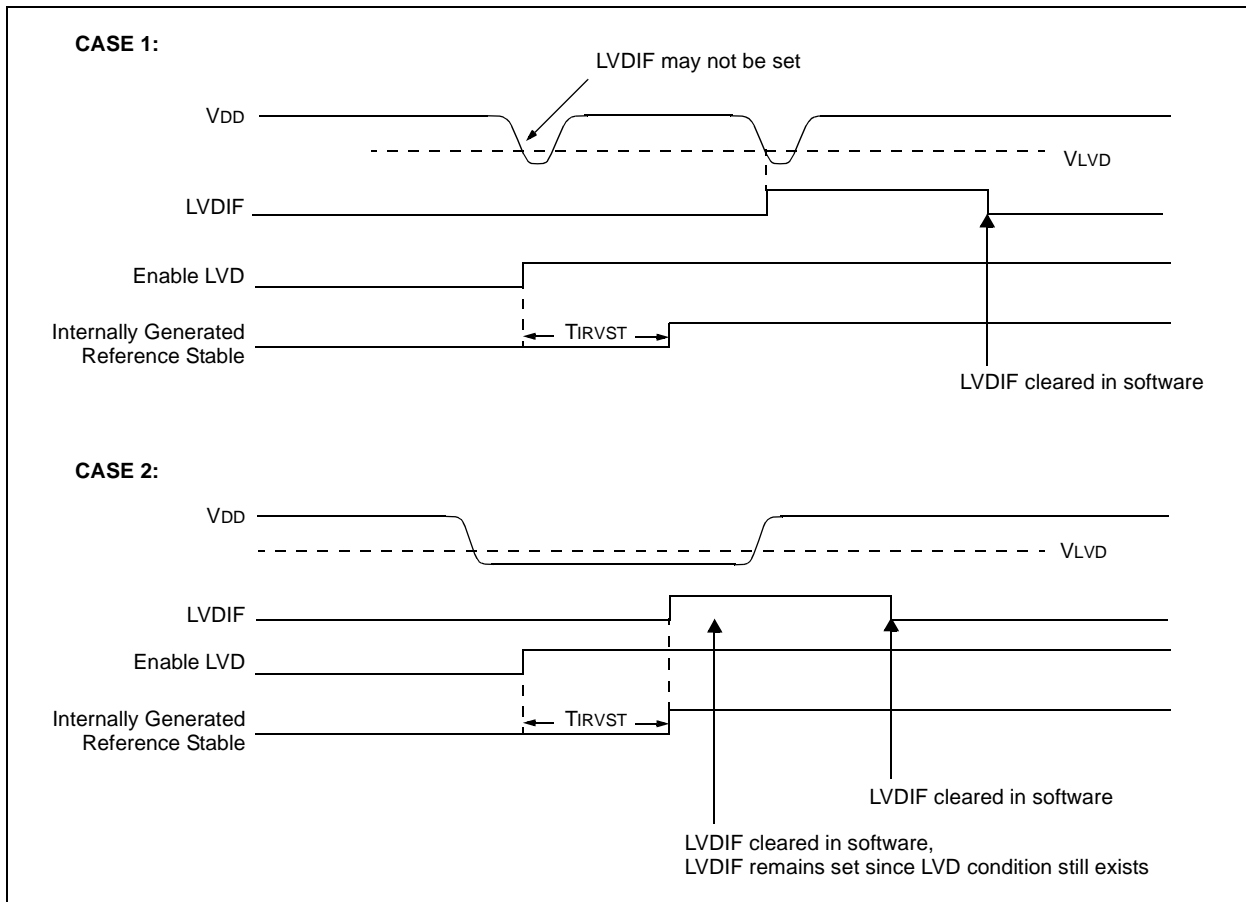 CASE 1:
LVDIF may not be set
VDD
VLVD
LVDIF
Enable LVD
TIRVST
Internally Generated
Reference Stable
LVDIF cleared in software
CASE 2:
VDD
VLVD
LVDIF
Enable LVD
TIRVST
Internally Generated
Reference Stable
LVDIF cleared in software
LVDIF cleared in software,
LVDIF remains set since LVD condition still exists